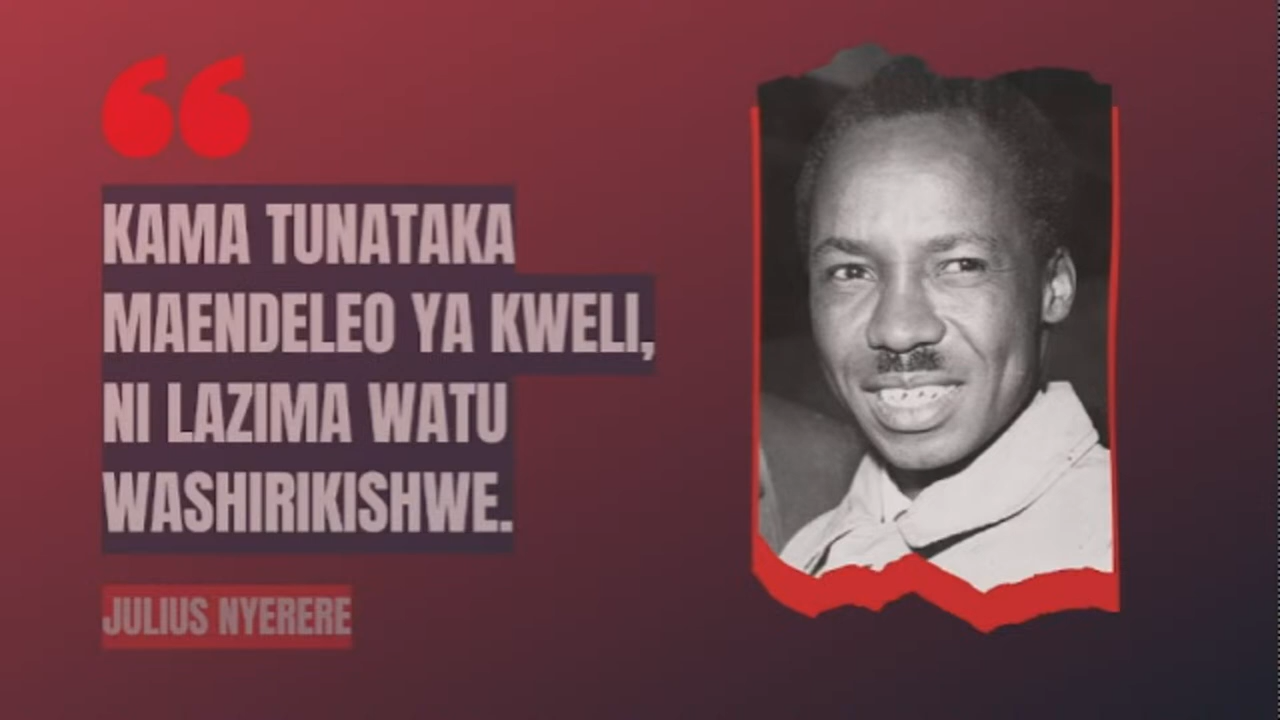 KAMA TUNATAKA
MAENDELEO YA KWELI,
NI LAZIMA WATU
WASHIRIKISHWE.
JULIUS NYERERE